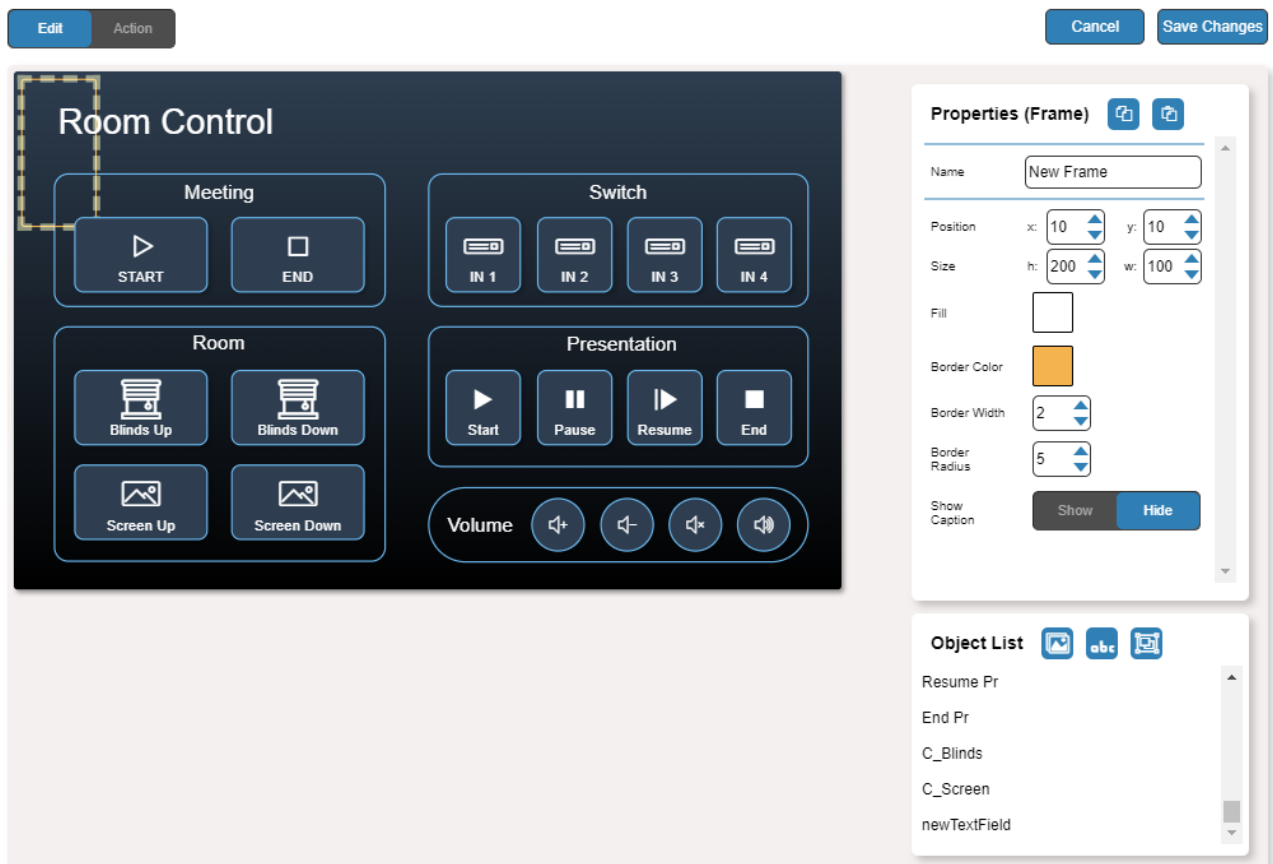 Edit Action Cancel Save Changes
Room Control
Meeting
START END
Switch
IN 1 IN 2 IN 3 IN 4
Room
Blinds Up Blinds Down
Screen Up Screen Down
Presentation
Start Pause Resume End
Volume
Properties (Frame)
Name New Frame
Position x: 10 y: 10
Size h: 200 w: 100
Fill
Border Color
Border Width 2
Border
Radius 5
Show
Caption Show Hide
Object List abc
Resume Pr
End Pr
C_Blinds
C_Screen
newTextField